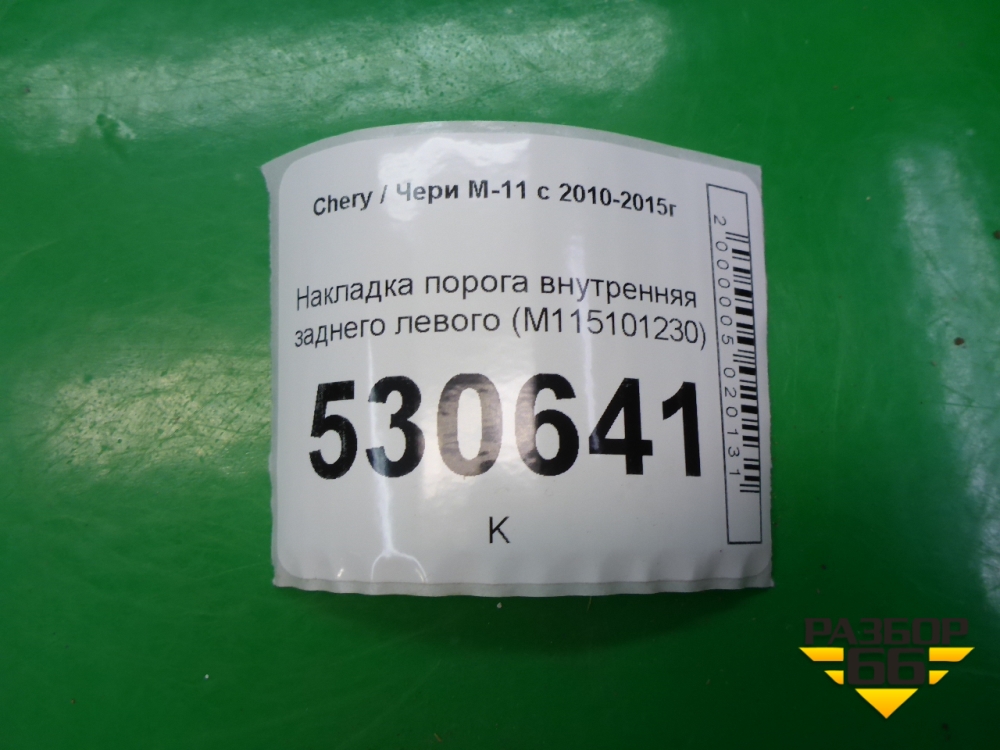 Chery / Чери М-11 с 2010-2015г
Накладка порога внутренняя
заднего левого (M115101230)
530641
К
2000005020131
РАЗБОР
66